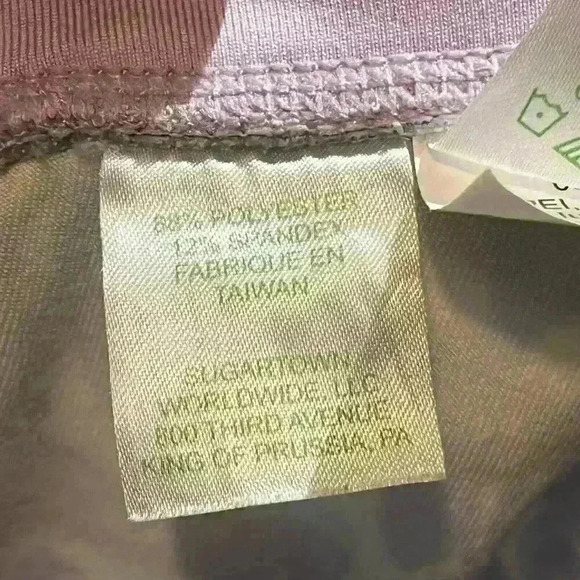 88% POLYESTER
12% SPANDEX
FABRIQUE EN
TAIWAN
SUGARTOWN
WORLDWIDE, LLC
800 THIRD AVENUE
KING OF PRUSSIA, PA